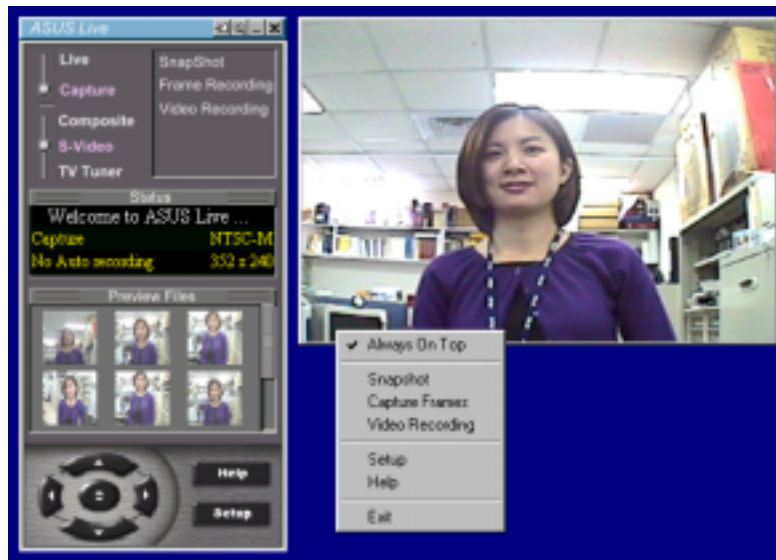 ASUS Live
Live
Capture
Composite
S-Video
TV Tuner
SnapShot
Frame Recording
Video Recording
Status
Welcome to ASUS Live ...
Capture NTSC-M
No Auto recording 352 x 240
Preview Files
Help
Setup
Always On Top
Snapshot
Capture Frames
Video Recording
Setup
Help
Exit